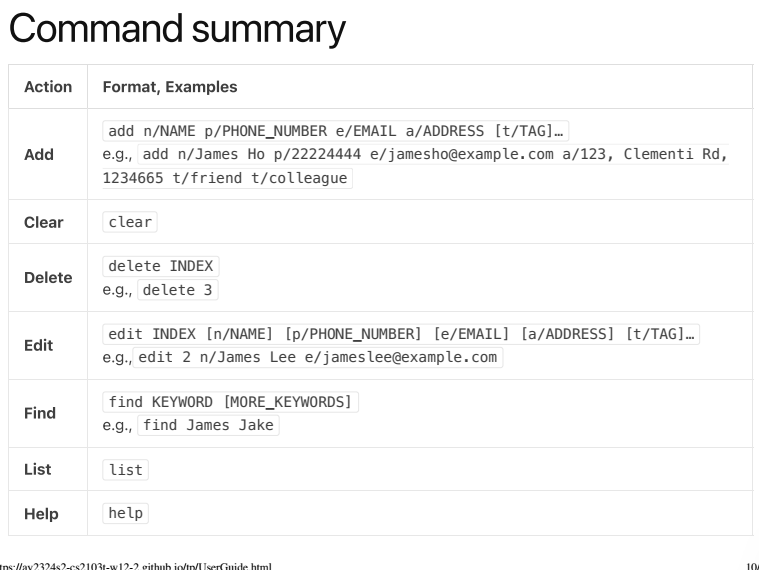 Command summary
Action Format, Examples
Add
add n/NAME p/PHONE_NUMBER e/EMAIL a/ADDRESS [t/TAG]…
e.g., add n/James Ho p/22224444 e/jamesho@example.com a/123, Clementi Rd,
1234665 t/friend t/colleague
Clear clear
Delete
delete INDEX
e.g., delete 3
Edit
edit INDEX [n/NAME] [p/PHONE_NUMBER] [e/EMAIL] [a/ADDRESS] [t/TAG]…
e.g., edit 2 n/James Lee e/jameslee@example.com
Find
find KEYWORD [MORE_KEYWORDS]
e.g., find James Jake
List list
Help help
tps://ay2324s2-cs2103t-w12-2.github.io/tp/UserGuide.html 10/